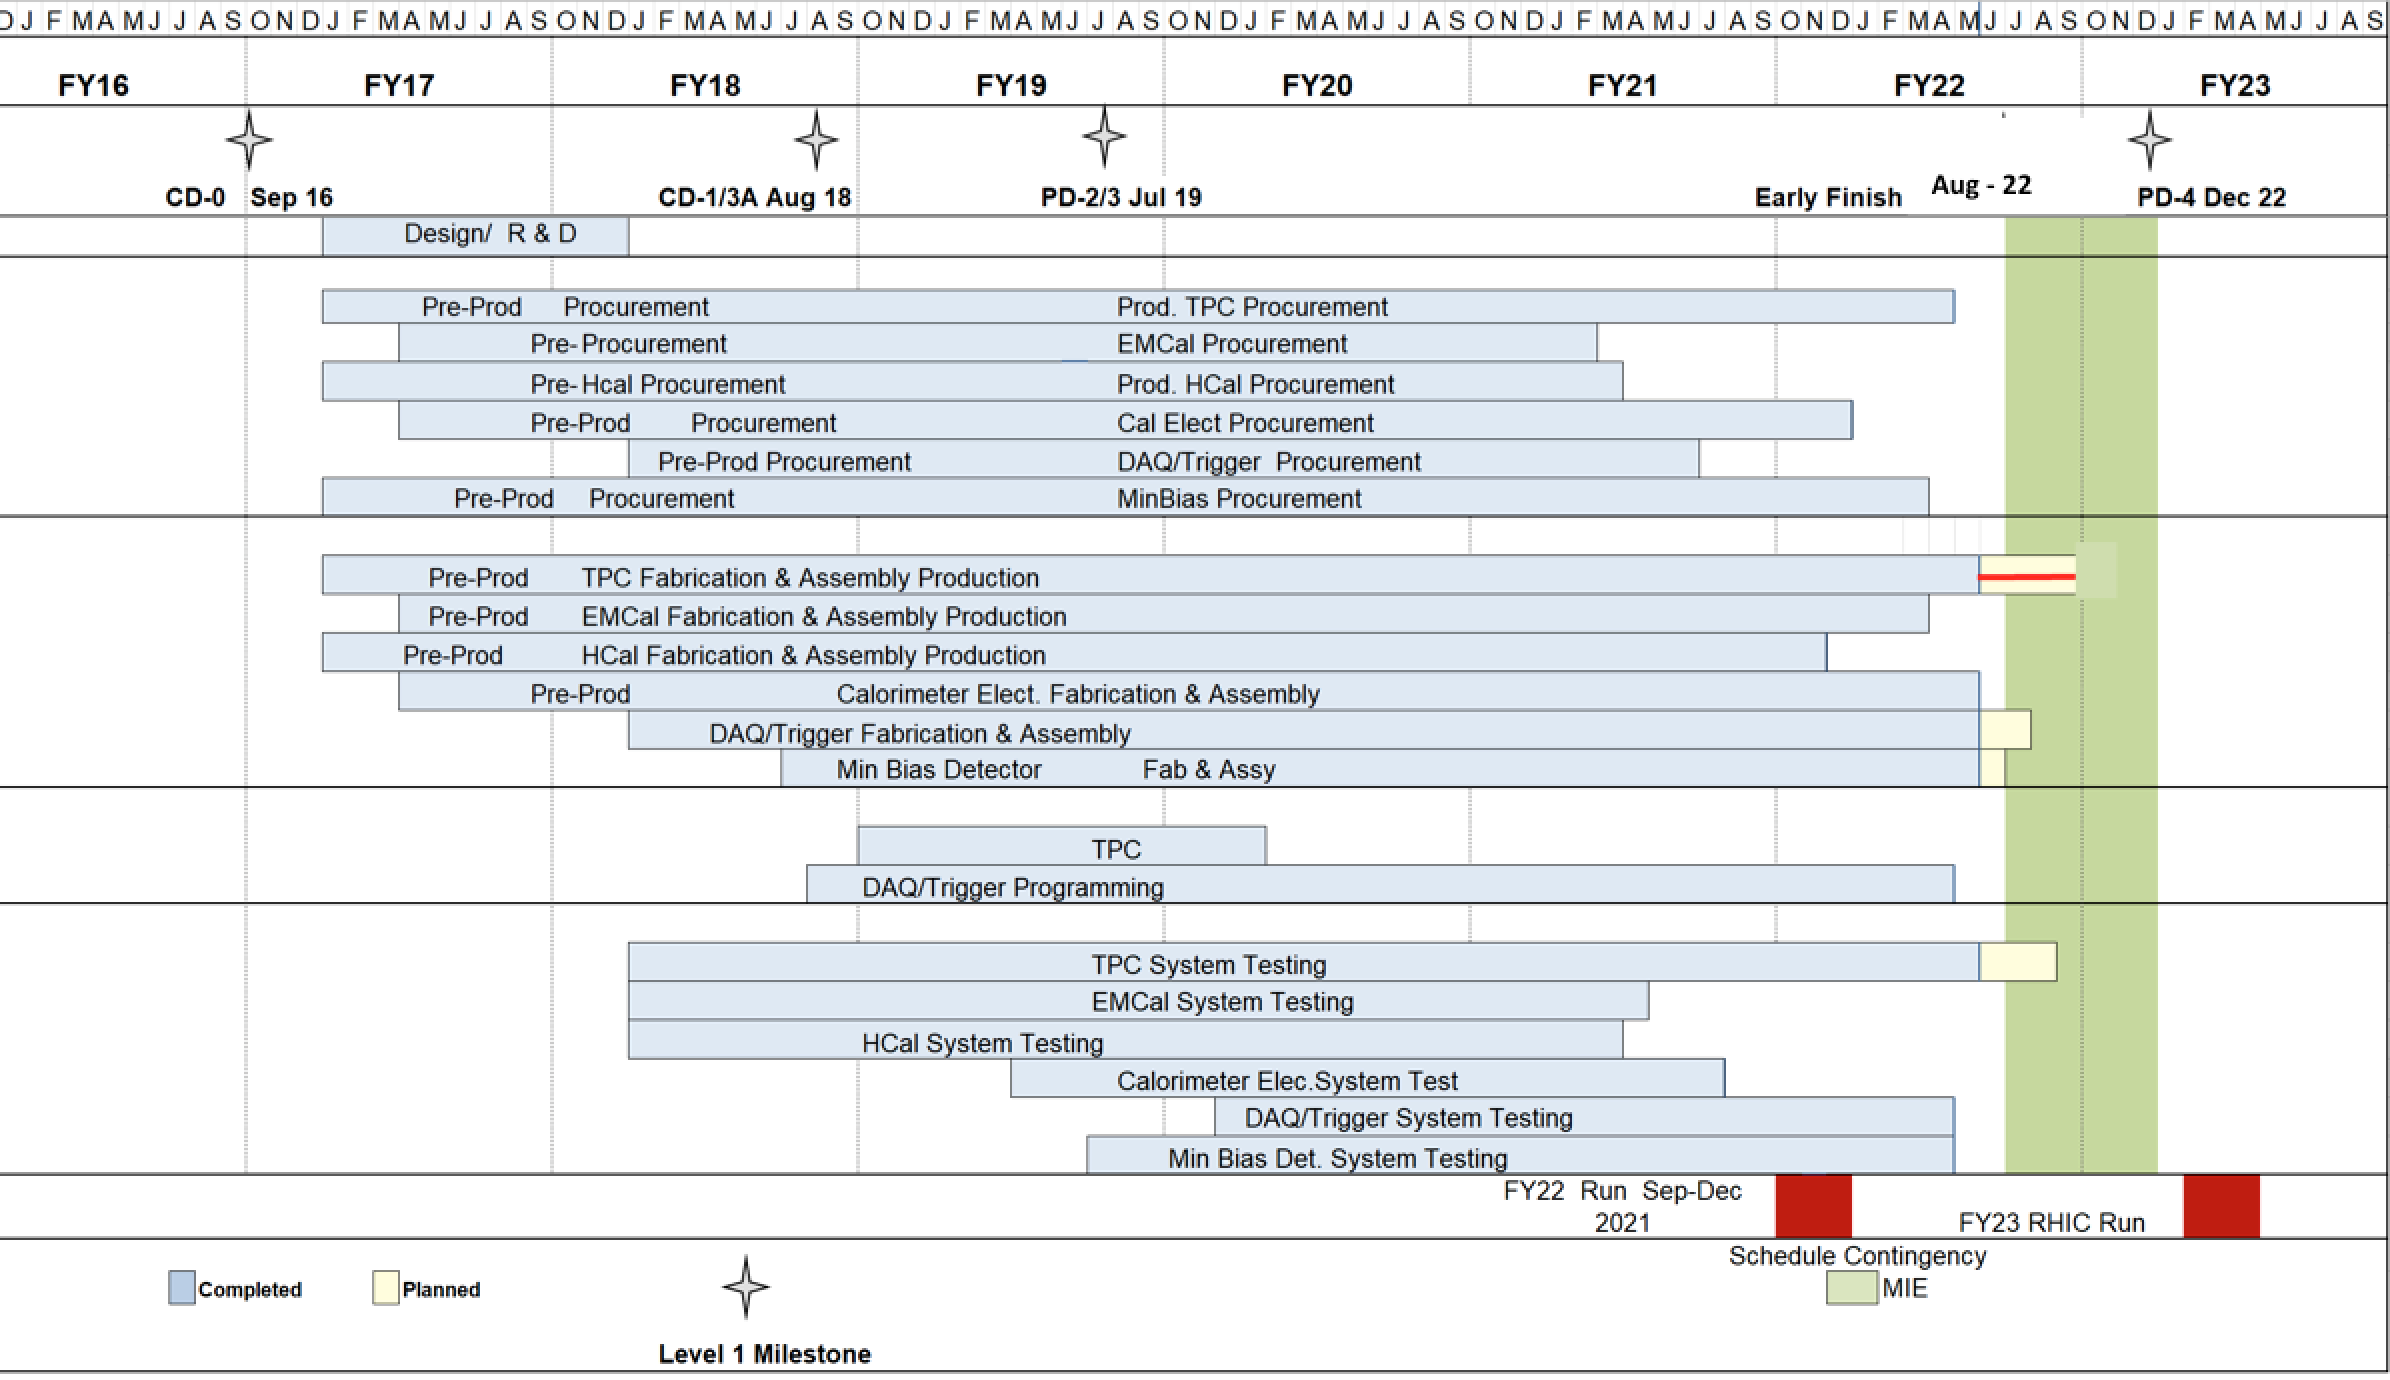 D J F M A M J J A S O N D J F M A M J J A S O N D J F M A M J J A S O N D J F M A M J J A S O N D J F M A M J J A S O N D J F M A M J J A S O N D J F M A M J J A S O N D J F M A M J J A S
FY16 FY17 FY18 FY19 FY20 FY21 FY22 FY23
CD-0 Sep 16 CD-1/3A Aug 18 PD-2/3 Jul 19 Early Finish Aug - 22 PD-4 Dec 22
Design/ R & D
Pre-Prod Procurement Prod. TPC Procurement
Pre- Procurement EMCal Procurement
Pre- Hcal Procurement Prod. HCal Procurement
Pre-Prod Procurement Cal Elect Procurement
Pre-Prod Procurement DAQ/Trigger Procurement
Pre-Prod Procurement MinBias Procurement
Pre-Prod TPC Fabrication & Assembly Production
Pre-Prod EMCal Fabrication & Assembly Production
Pre-Prod HCal Fabrication & Assembly Production
Pre-Prod Calorimeter Elect. Fabrication & Assembly
DAQ/Trigger Fabrication & Assembly
Min Bias Detector Fab & Assy
TPC
DAQ/Trigger Programming
TPC System Testing
EMCal System Testing
HCal System Testing
Calorimeter Elec.System Test
DAQ/Trigger System Testing
Min Bias Det. System Testing
FY22 Run Sep-Dec
2021 FY23 RHIC Run
Schedule Contingency
Completed Planned MIE
Level 1 Milestone